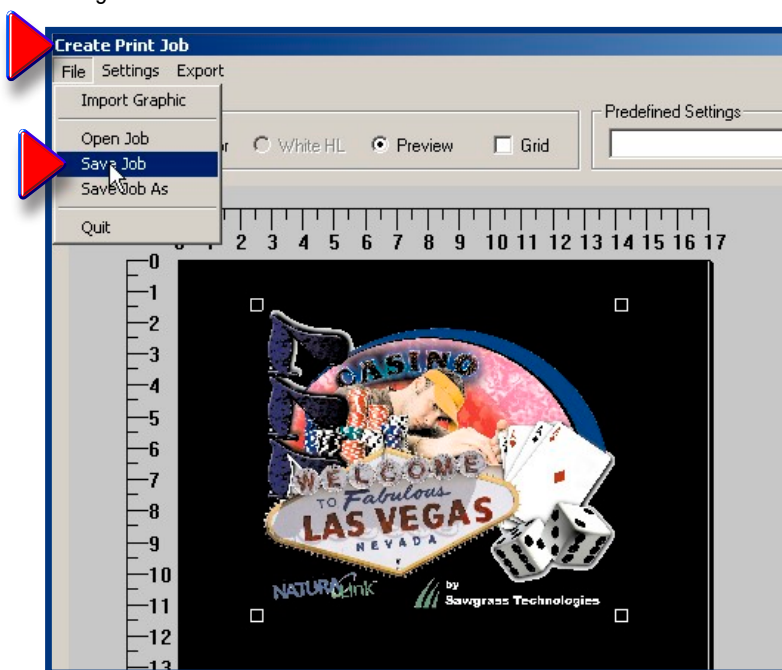 Create Print Job
File Settings Export
Import Graphic
Open Job
Save Job
Save Job As
Quit
White HL Preview Grid
Predefined Settings
2 3 4 5 6 7 8 9 10 11 12 13 14 15 16 17
0
1
2
3
4
5
6
7
8
9
10
11
12
13
CASINO
WELCOME
TO Fabulous
LAS VEGAS
NEVADA
by
Sawgrass Technologies